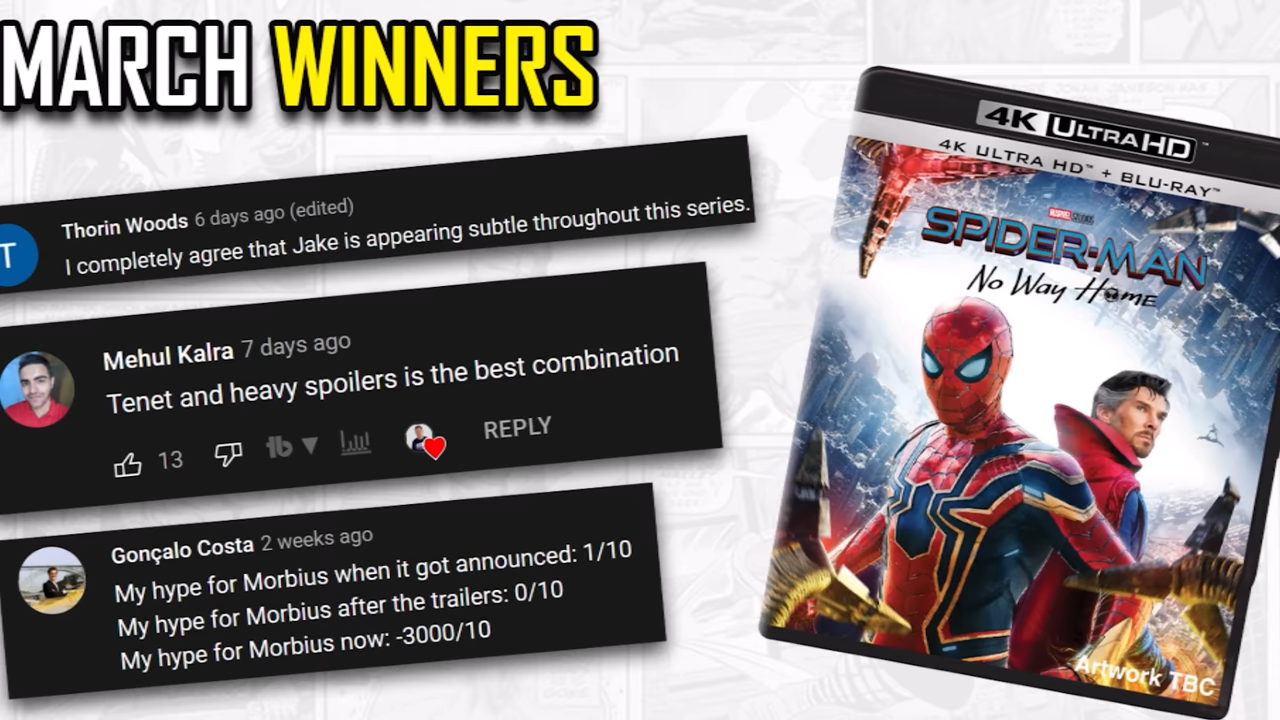 MARCH WINNERS
T
Thorin Woods 6 days ago (edited)
I completely agree that Jake is appearing subtle throughout this series.
Mehul Kalra 7 days ago
Tenet and heavy spoilers is the best combination
13
REPLY
Gonçalo Costa 2 weeks ago
My hype for Morbius when it got announced: 1/10
My hype for Morbius after the trailers: 0/10
My hype for Morbius now: -3000/10
4K ULTRA HD™
4K ULTRA HD™ + BLU-RAY™
MARVEL STUDIOS
SPIDER-MAN
No Way Home
Artwork TBC